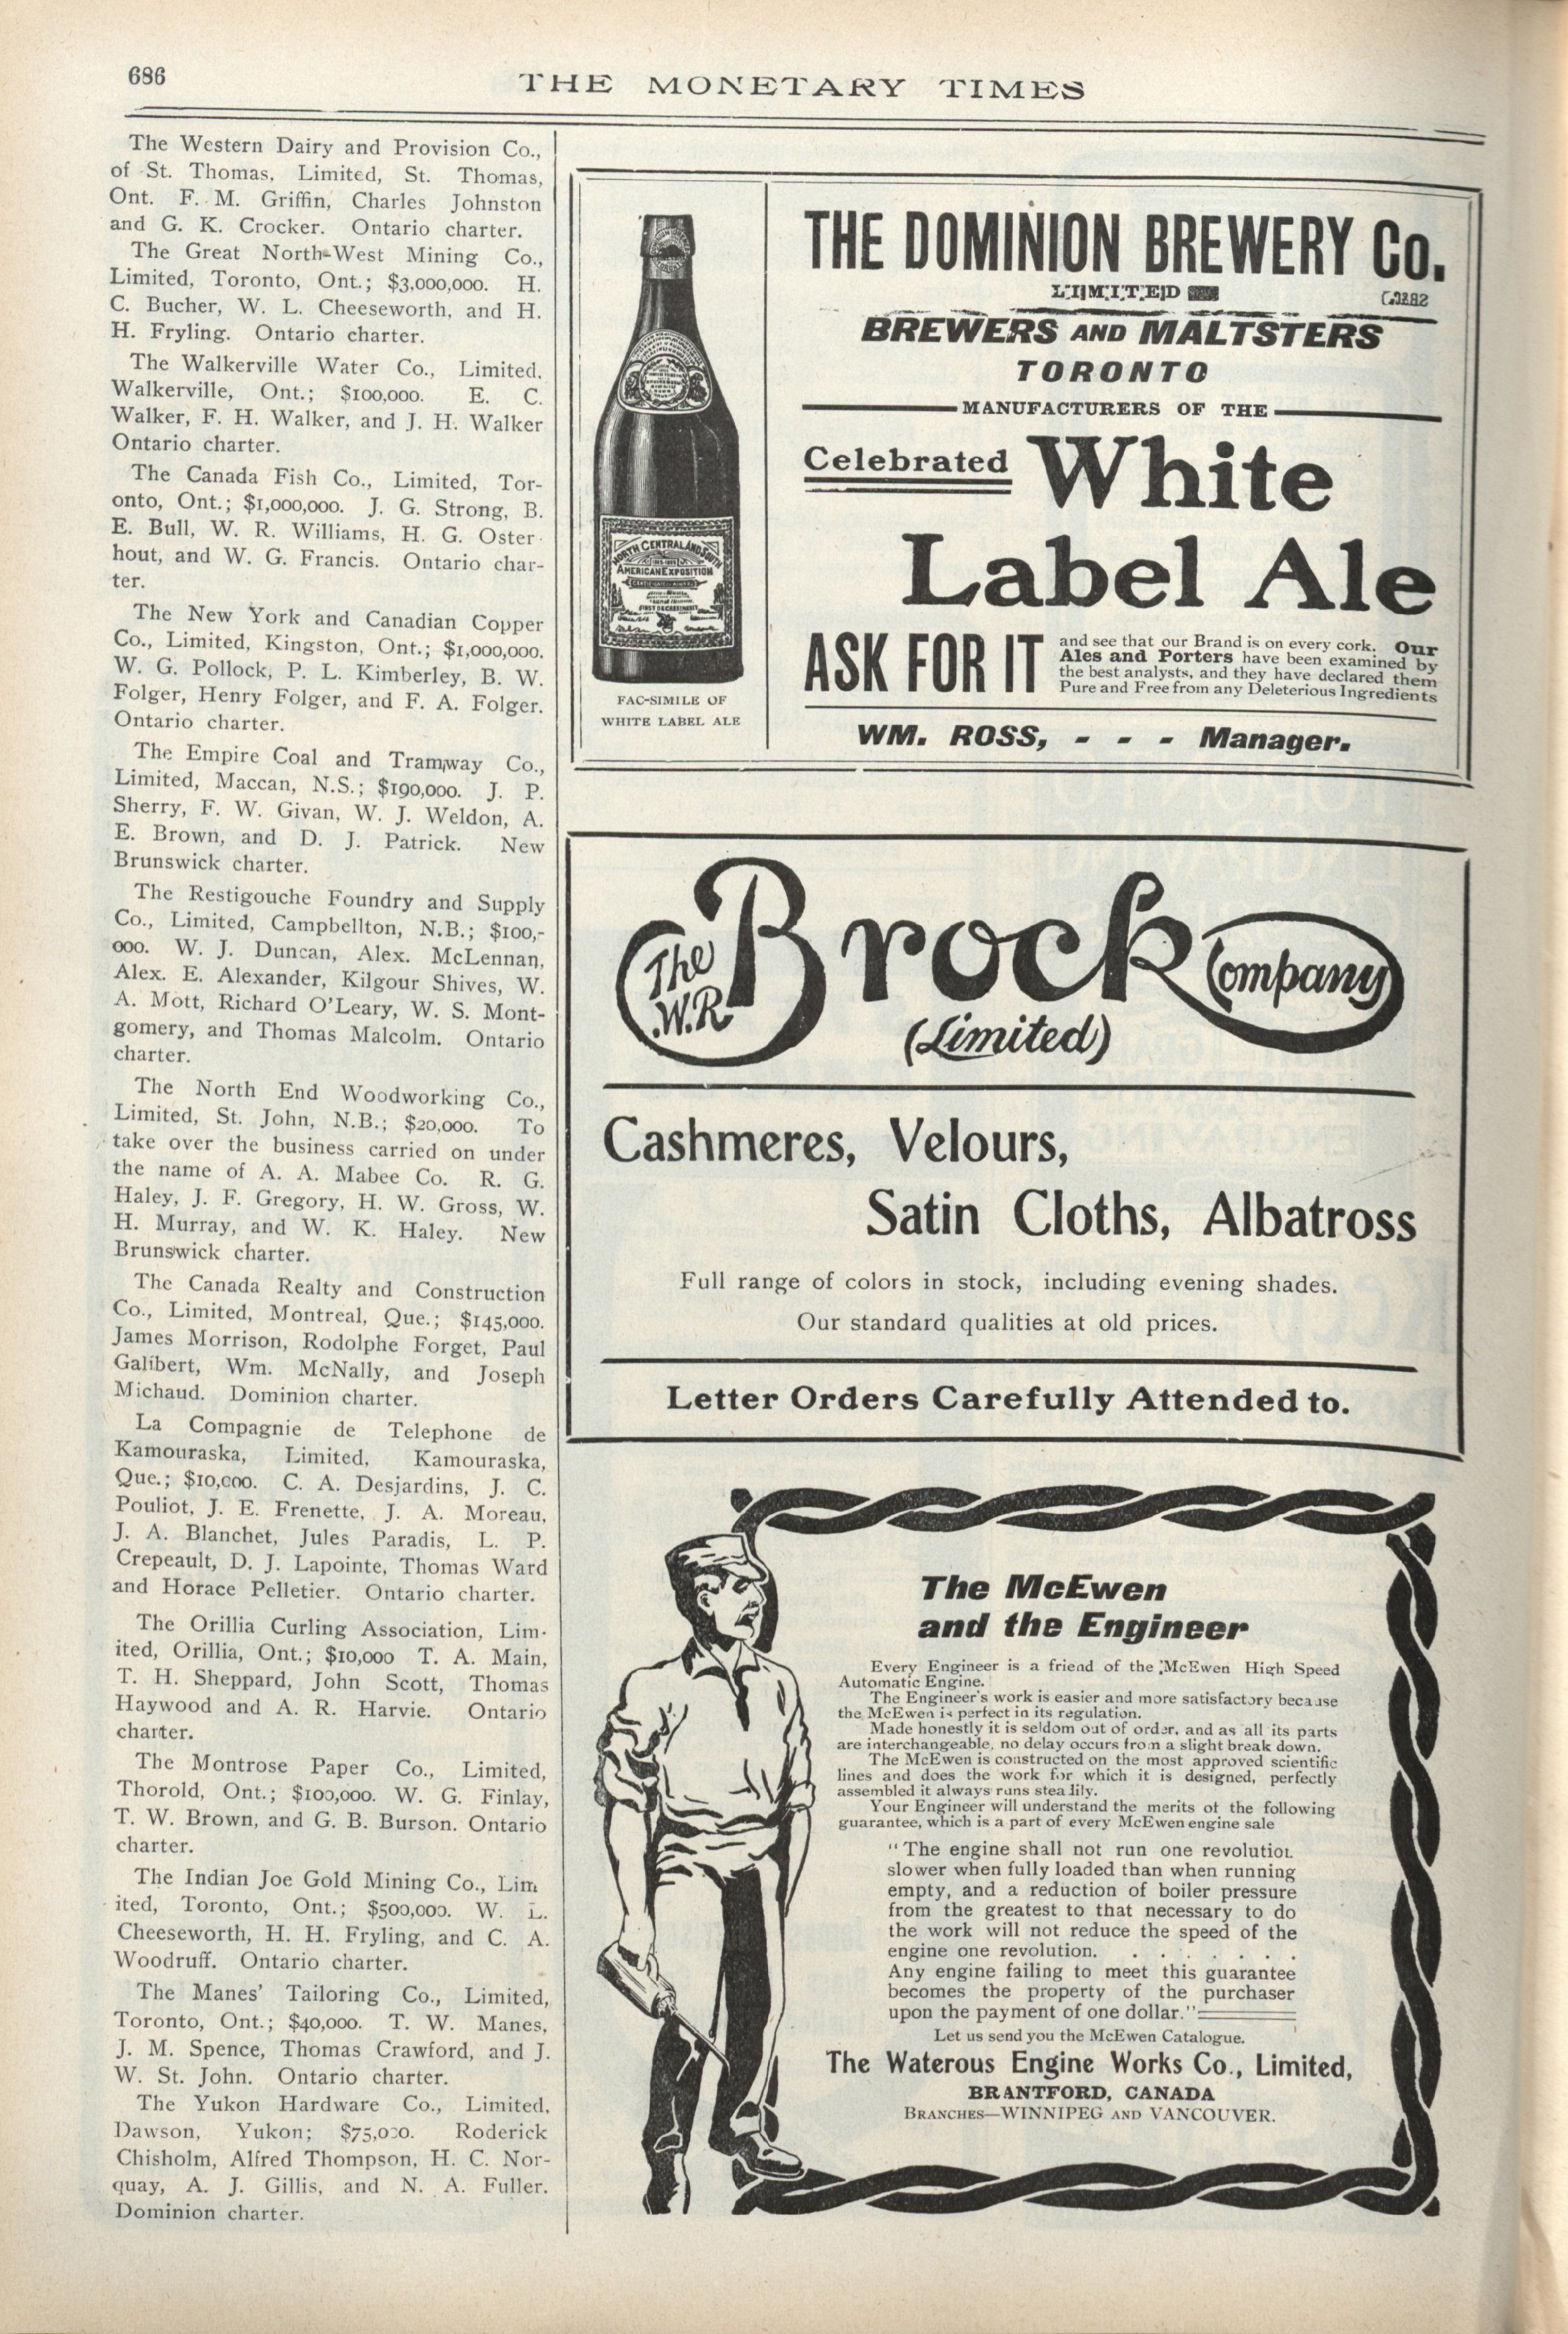 686
THE MONETARY TIMES
The Western Dairy and Provision Co.,
of St. Thomas, Limited, St. Thomas,
Ont. F. M. Griffin, Charles Johnston
and G. K. Crocker. Ontario charter.
The Great North-West Mining Co.,
Limited, Toronto, Ont.; $3,000,000. H.
C. Bucher, W. L. Cheeseworth, and H.
H. Fryling. Ontario charter.
The Walkerville Water Co., Limited,
Walkerville, Ont.; $100,000. E. C.
Walker, F. H. Walker, and J. H. Walker
Ontario charter.
The Canada Fish Co., Limited, Tor-
onto, Ont.; $1,000,000. J. G. Strong, B.
E. Bull, W. R. Williams, H. G. Oster-
hout, and W. G. Francis. Ontario char-
ter.
The New York and Canadian Copper
Co., Limited, Kingston, Ont.; $1,000,000.
W. G. Pollock, P. L. Kimberley, B. W.
Folger, Henry Folger, and F. A. Folger.
Ontario charter.
The Empire Coal and Tramway Co.,
Limited, Maccan, N.S.; $190,000. J. P.
Sherry, F. W. Givan, W. J. Weldon, A.
E. Brown, and D. J. Patrick. New
Brunswick charter.
The Restigouche Foundry and Supply
Co., Limited, Campbellton, N.B.; $100,-
000. W. J. Duncan, Alex. McLennan,
Alex. E. Alexander, Kilgour Shives, W.
A. Mott, Richard O'Leary, W. S. Mont-
gomery, and Thomas Malcolm. Ontario
charter.
The North End Woodworking Co.,
Limited, St. John, N.B.; $20,000. To
take over the business carried on under
the name of A. A. Mabee Co. R. G.
Haley, J. F. Gregory, H. W. Gross, W.
H. Murray, and W. K. Haley. New
Brunswick charter.
The Canada Realty and Construction
Co., Limited, Montreal, Que.; $145,000.
James Morrison, Rodolphe Forget, Paul
Galibert, Wm. McNally, and Joseph
Michaud. Dominion charter.
La Compagnie de Telephone de
Kamouraska, Limited, Kamouraska,
Que.; $10,000. C. A. Desjardins, J. C.
Pouliot, J. E. Frenette, J. A. Moreau,
J. A. Blanchet, Jules Paradis, L. P.
Crepeault, D. J. Lapointe, Thomas Ward
and Horace Pelletier. Ontario charter.
The Orillia Curling Association, Lim-
ited, Orillia, Ont.; $10,000 T. A. Main,
T. H. Sheppard, John Scott, Thomas
Haywood and A. R. Harvie. Ontario
charter.
The Montrose Paper Co., Limited,
Thorold, Ont.; $100,000. W. G. Finlay,
T. W. Brown, and G. B. Burson. Ontario
charter.
The Indian Joe Gold Mining Co., Lim
ited, Toronto, Ont.; $500,000. W. L.
Cheeseworth, H. H. Fryling, and C. A.
Woodruff. Ontario charter.
The Manes' Tailoring Co., Limited,
Toronto, Ont.; $40,000. T. W. Manes,
J. M. Spence, Thomas Crawford, and J.
W. St. John. Ontario charter.
The Yukon Hardware Co., Limited,
Dawson, Yukon; $75,000. Roderick
Chisholm, Alfred Thompson, H. C. Nor-
quay, A. J. Gillis, and N. A. Fuller.
Dominion charter.
NORTH CENTRAL AND SOUTH
AMERICAN EXPOSITION
FAC-SIMILE OF
WHITE LABEL ALE
THE DOMINION BREWERY Co.
LIMITED
BREWERS AND MALTSTERS
TORONTO
MANUFACTURERS OF THE
Celebrated White
Label Ale
ASK FOR IT
and see that our Brand is on every cork. Our
Ales and Porters have been examined by
the best analysts, and they have declared them
Pure and Free from any Deleterious Ingredients
WM. ROSS, - - - Manager.
The W.R. Brock Company
(Limited)
Cashmeres, Velours,
Satin Cloths, Albatross
Full range of colors in stock, including evening shades.
Our standard qualities at old prices.
Letter Orders Carefully Attended to.
The McEwen
and the Engineer
Every Engineer is a friend of the McEwen High Speed
Automatic Engine.
The Engineer's work is easier and more satisfactory because
the McEwen is perfect in its regulation.
Made honestly it is seldom out of order, and as all its parts
are interchangeable, no delay occurs from a slight break down.
The McEwen is constructed on the most approved scientific
lines and does the work for which it is designed, perfectly
assembled it always runs steadily.
Your Engineer will understand the merits of the following
guarantee, which is a part of every McEwen engine sale
"The engine shall not run one revolution
slower when fully loaded than when running
empty, and a reduction of boiler pressure
from the greatest to that necessary to do
the work will not reduce the speed of the
engine one revolution. . . . . . . .
Any engine failing to meet this guarantee
becomes the property of the purchaser
upon the payment of one dollar."
Let us send you the McEwen Catalogue.
The Waterous Engine Works Co., Limited,
BRANTFORD, CANADA
BRANCHES—WINNIPEG AND VANCOUVER.